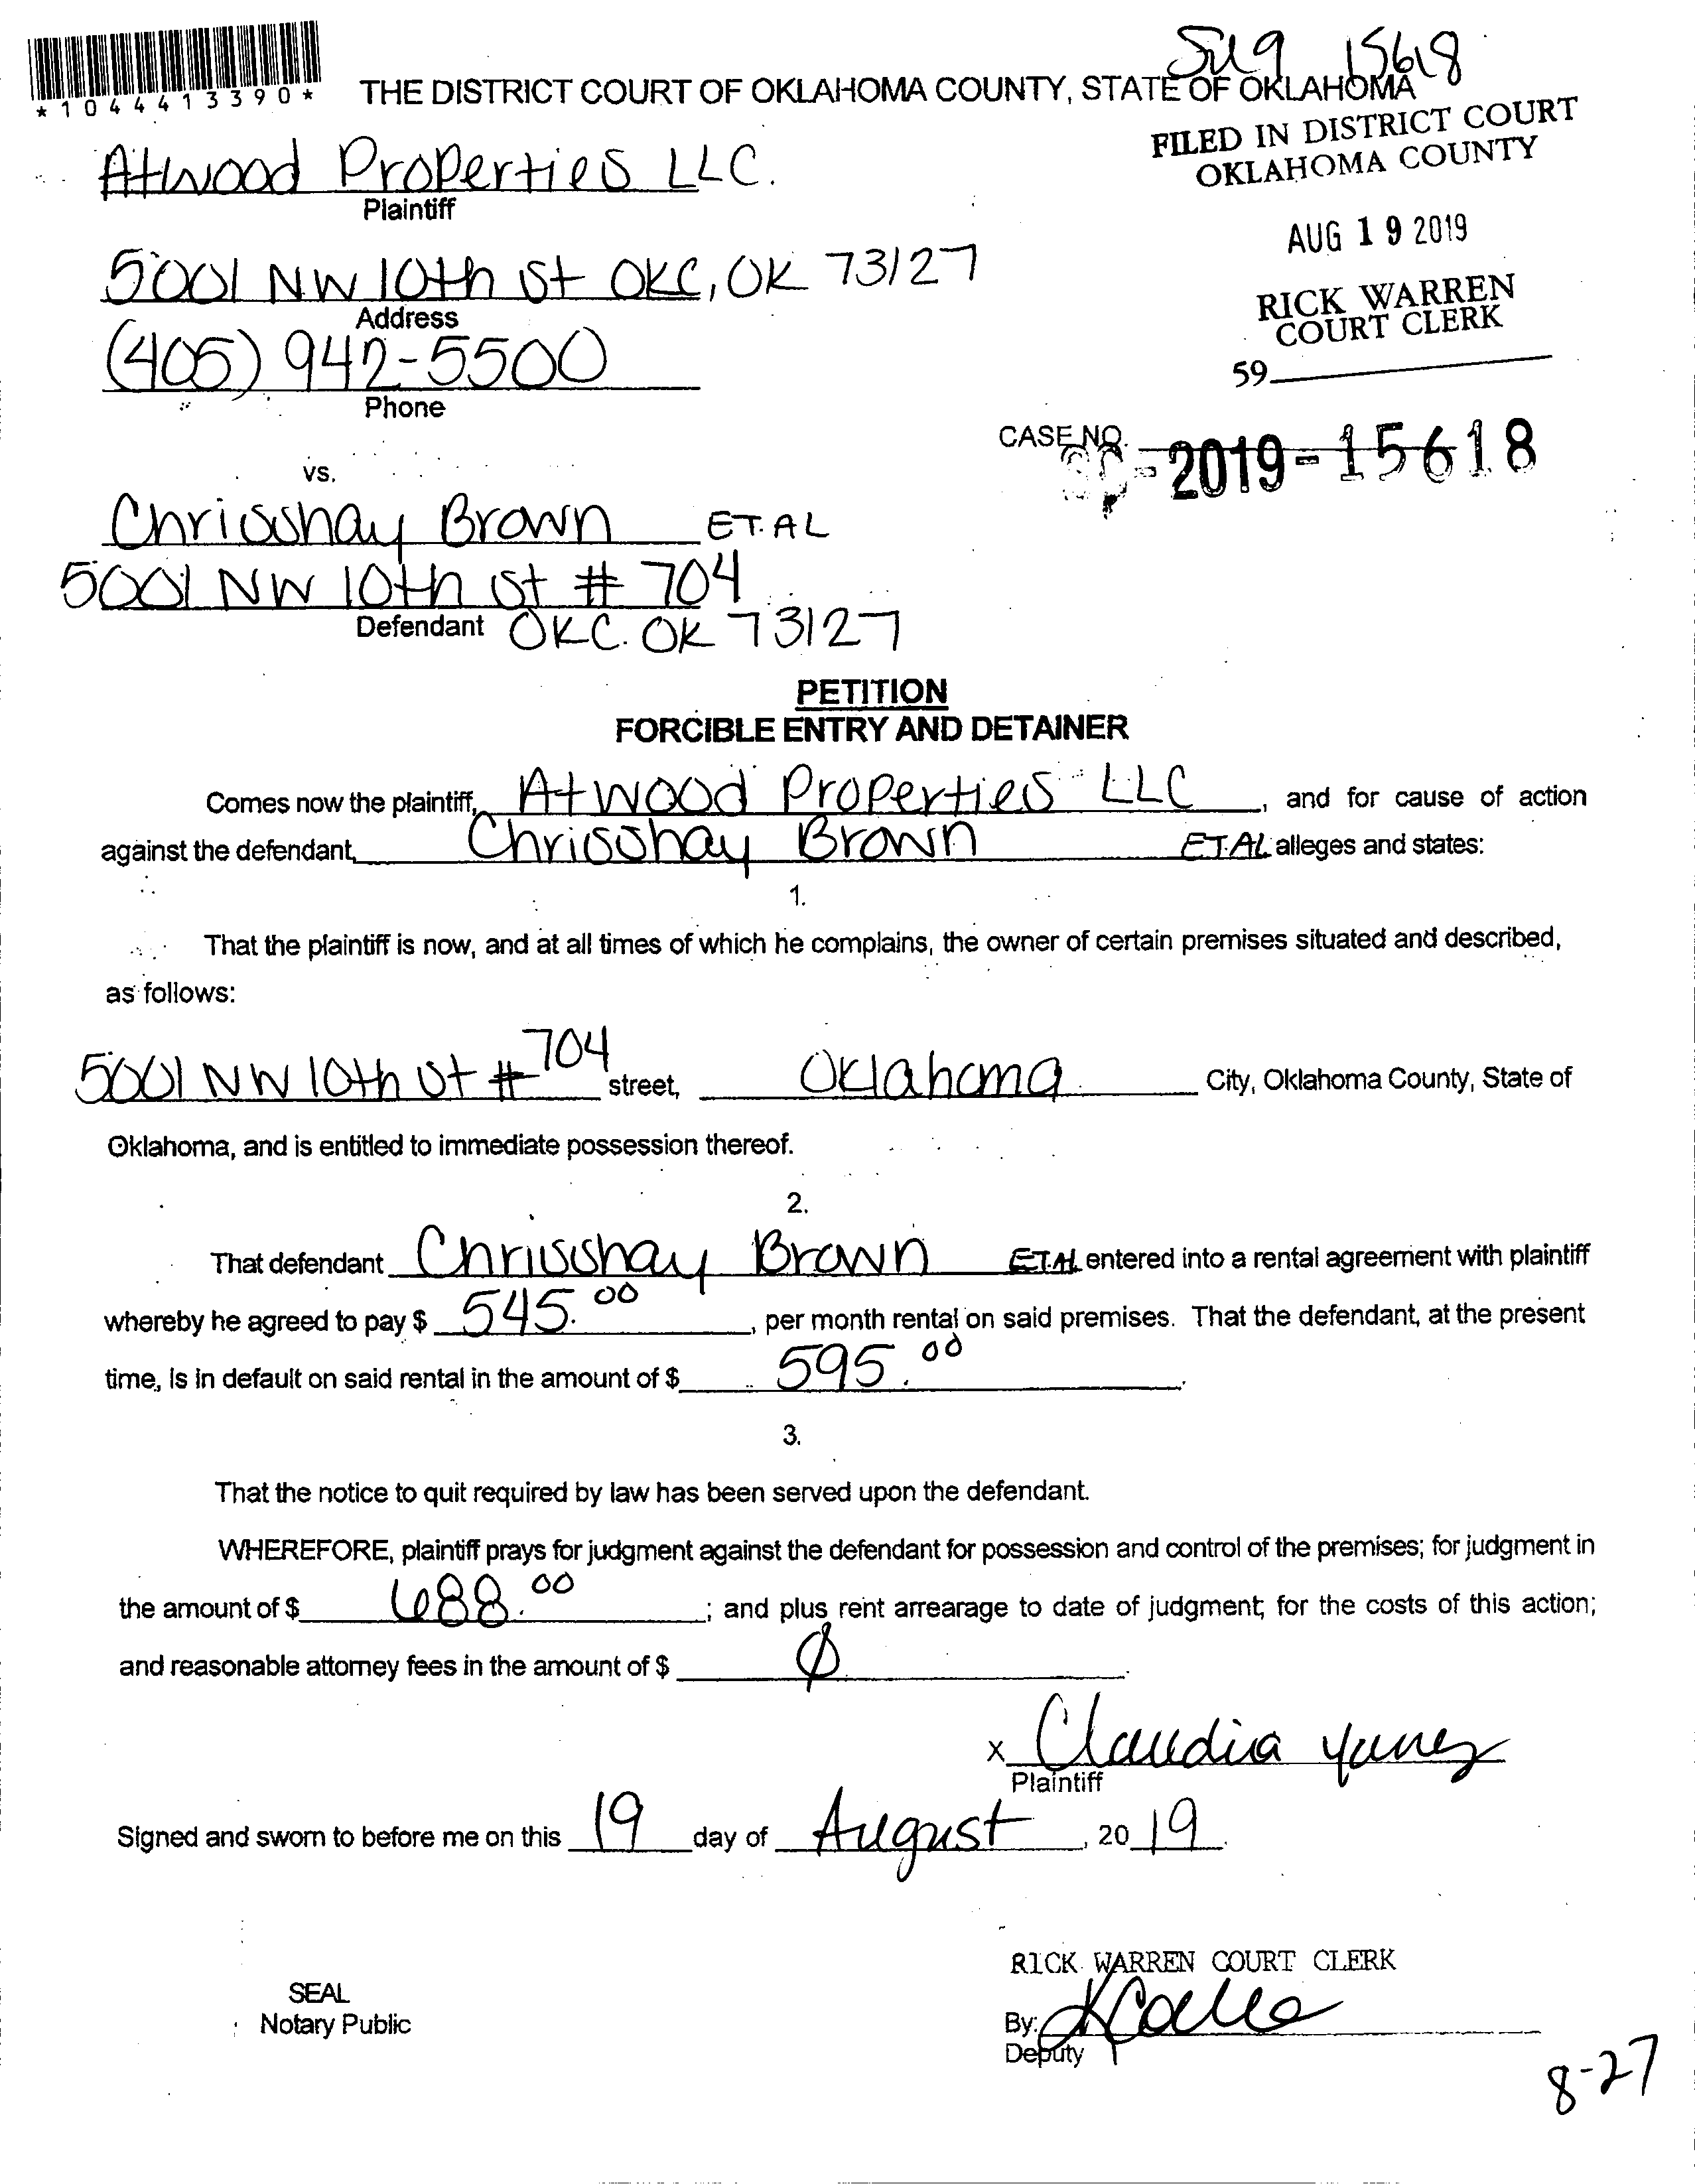 SC19 15618
*1044413390*
THE DISTRICT COURT OF OKLAHOMA COUNTY, STATE OF OKLAHOMA
FILED IN DISTRICT COURT
OKLAHOMA COUNTY
Atwood Properties LLC.
Plaintiff
AUG 19 2019
5001 NW 10th St OKC, OK 73127
Address
RICK WARREN
COURT CLERK
(405) 942-5500
Phone
59
CASE NO.
-2019-15618
vs.
Chrisshay Brown ET. AL
5001 NW 10th St # 704
Defendant OKC. OK 73127
PETITION
FORCIBLE ENTRY AND DETAINER
Comes now the plaintiff, Atwood Properties LLC, and for cause of action
against the defendant, Chrisshay Brown ET. AL alleges and states:
1.
That the plaintiff is now, and at all times of which he complains, the owner of certain premises situated and described,
as follows:
5001 NW 10th St # 704 street, Oklahoma City, Oklahoma County, State of
Oklahoma, and is entitled to immediate possession thereof.
2.
That defendant Chrisshay Brown ET. AL entered into a rental agreement with plaintiff
whereby he agreed to pay $ 545.00, per month rental on said premises. That the defendant, at the present
time, is in default on said rental in the amount of $ 595.00.
3.
That the notice to quit required by law has been served upon the defendant.
WHEREFORE, plaintiff prays for judgment against the defendant for possession and control of the premises; for judgment in
the amount of $ 688.00; and plus rent arrearage to date of judgment; for the costs of this action;
and reasonable attorney fees in the amount of $ Ø.
X Claudia Yanez
Plaintiff
Signed and sworn to before me on this 19 day of August, 2019.
RICK WARREN COURT CLERK
SEAL
Notary Public
By:
Deputy
8-27